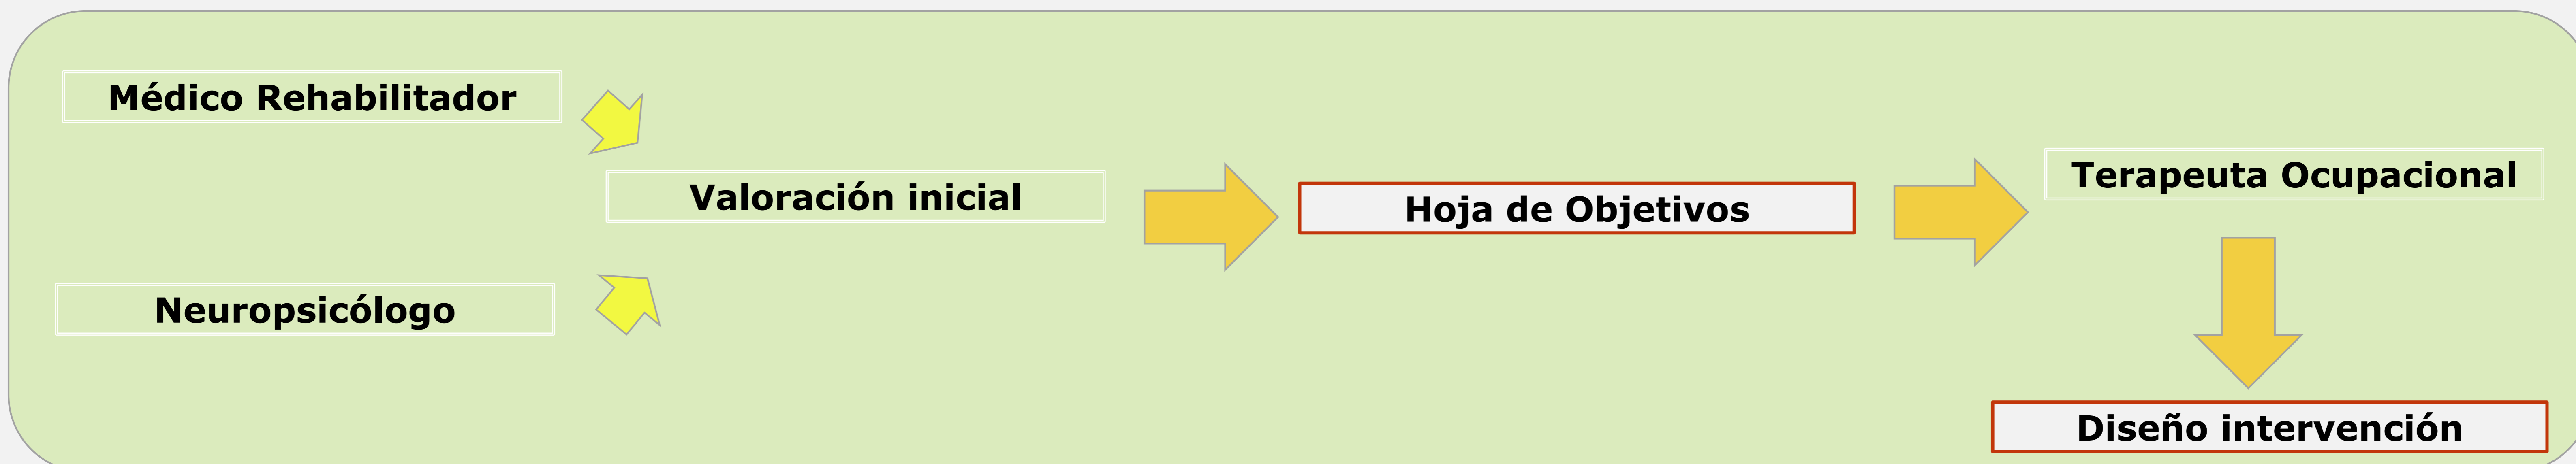 Médico Rehabilitador
Neuropsicólogo
Valoración inicial
Hoja de Objetivos
Terapeuta Ocupacional
Diseño intervención